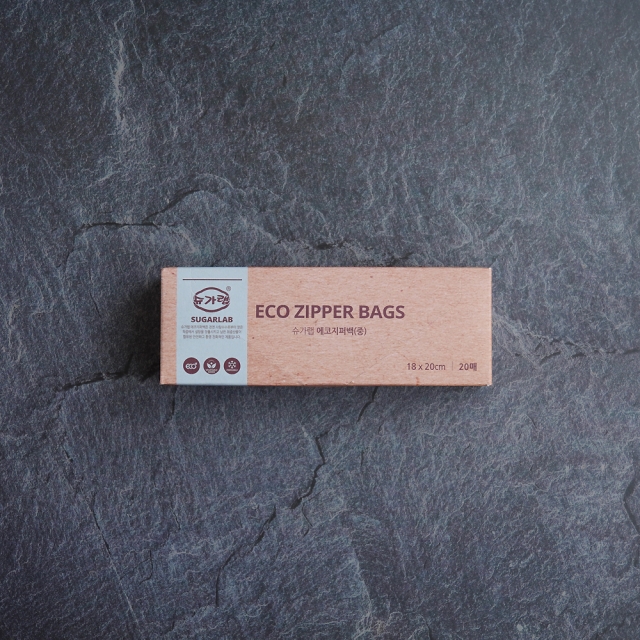 슈가랩®
SUGARLAB
ECO ZIPPER BAGS
슈가랩 에코지퍼백(중)
eco
18 x 20cm | 20매